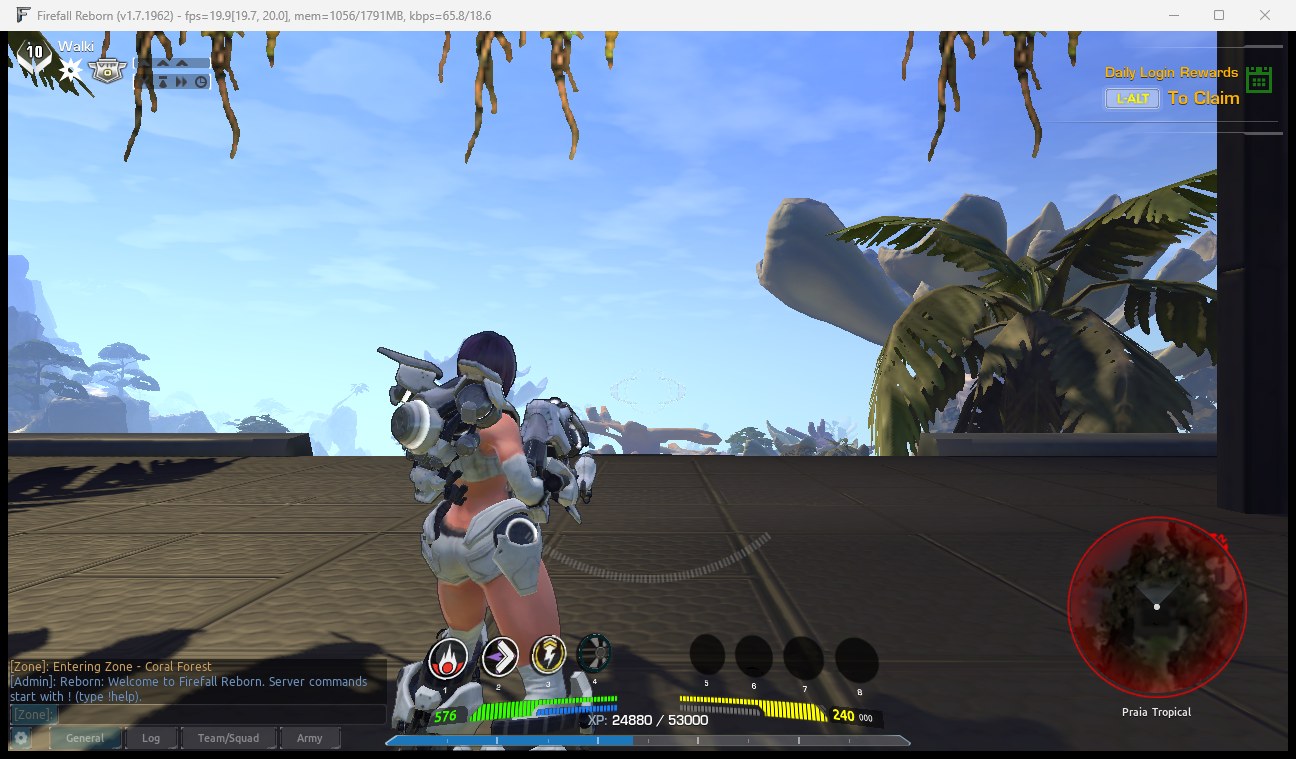 Firefall Reborn (v1.7.1962) - fps=19.9[19.7, 20.0], mem=1056/1791MB, kbps=65.8/18.6
10
Walki
Daily Login Rewards
L-ALT To Claim
[Zone]: Entering Zone - Coral Forest
[Admin]: Reborn: Welcome to Firefall Reborn. Server commands
start with ! (type !help).
[Zone]:
General Log Team/Squad Army
1 2 3 4 5 6 7 8
576
XP: 24880 / 53000
240 000
Praia Tropical